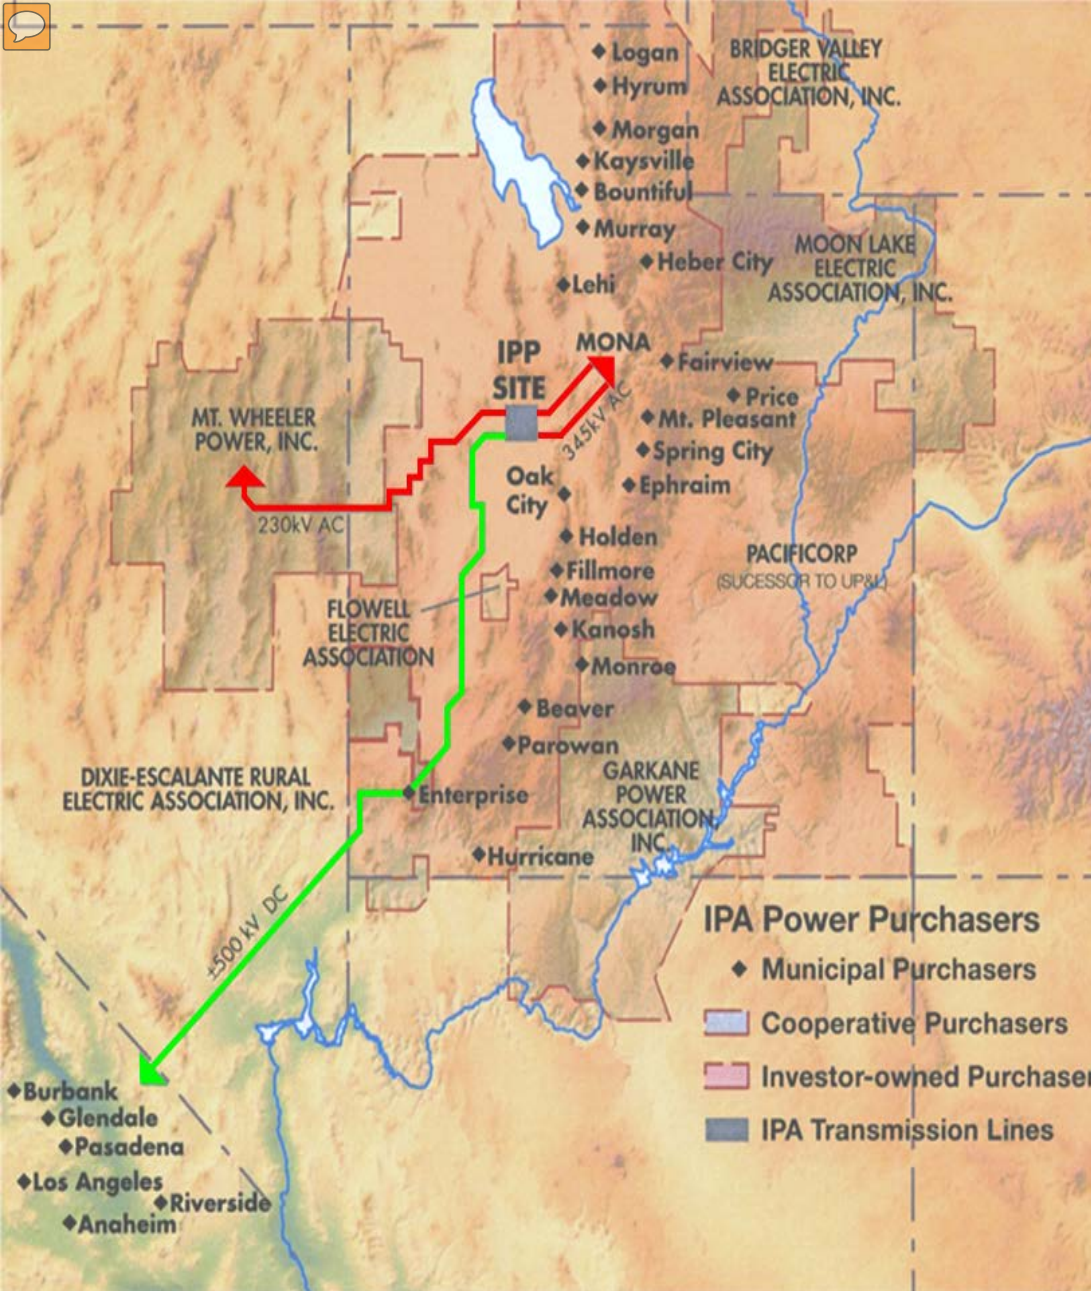 Logan
Hyrum
Morgan
Kaysville
Bountiful
Murray
Heber City
Lehi
BRIDGER VALLEY
ELECTRIC
ASSOCIATION, INC.
MOON LAKE
ELECTRIC
ASSOCIATION, INC.
IPP
SITE
MONA
345kV AC
Fairview
Price
Mt. Pleasant
Spring City
Ephraim
MT. WHEELER
POWER, INC.
230kV AC
Oak
City
Holden
Fillmore
Meadow
Kanosh
Monroe
PACIFICORP
(SUCESSOR TO UP&L)
FLOWELL
ELECTRIC
ASSOCIATION
Beaver
Parowan
DIXIE-ESCALANTE RURAL
ELECTRIC ASSOCIATION, INC.
Enterprise
GARKANE
POWER
ASSOCIATION,
INC.
Hurricane
±500 kV DC
IPA Power Purchasers
Municipal Purchasers
Cooperative Purchasers
Investor-owned Purchaser
IPA Transmission Lines
Burbank
Glendale
Pasadena
Los Angeles
Riverside
Anaheim